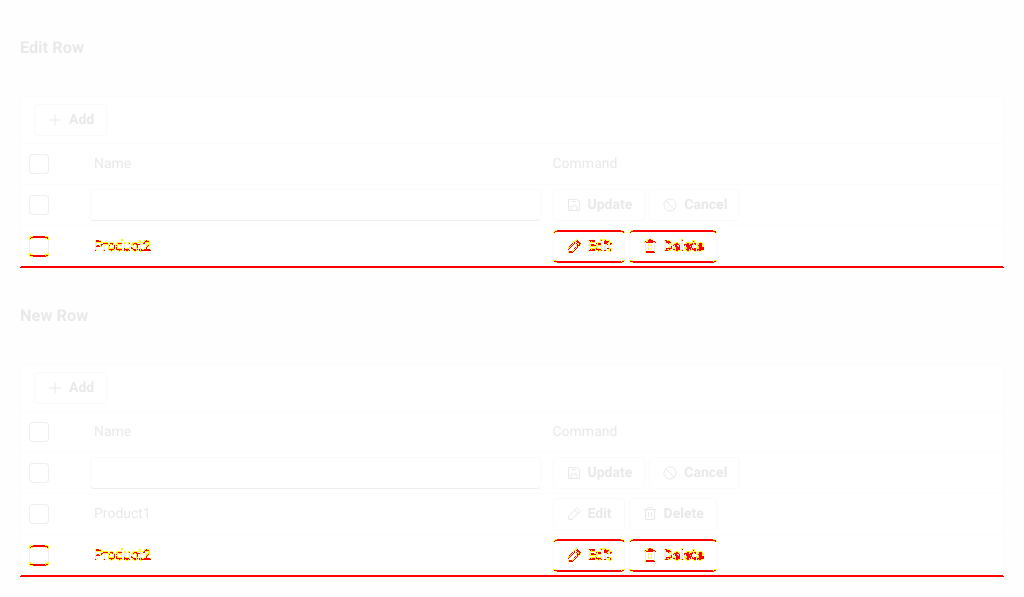 Edit Row
Add
Name Command
Update Cancel
Product2 Edit Delete
New Row
Add
Name Command
Update Cancel
Product1 Edit Delete
Product2 Edit Delete